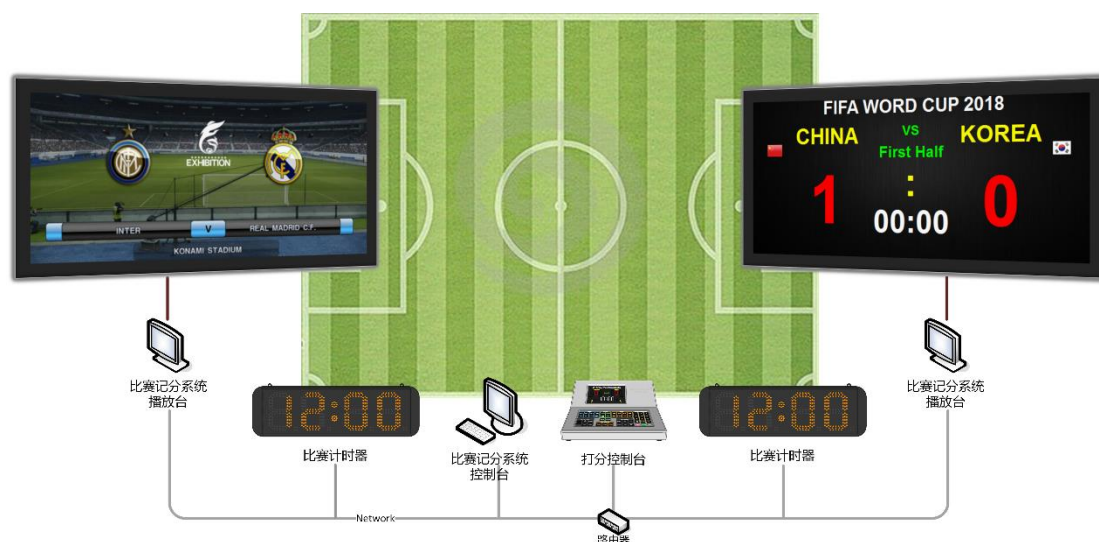 EXHIBITION
INTER
V
REAL MADRID C.F.
KONAMI STADIUM
FIFA WORD CUP 2018
CHINA
vs
KOREA
First Half
1
:
0
00:00
比赛记分系统
播放台
12:00
比赛计时器
比赛记分系统
控制台
打分控制台
12:00
比赛计时器
比赛记分系统
播放台
Network
路由器